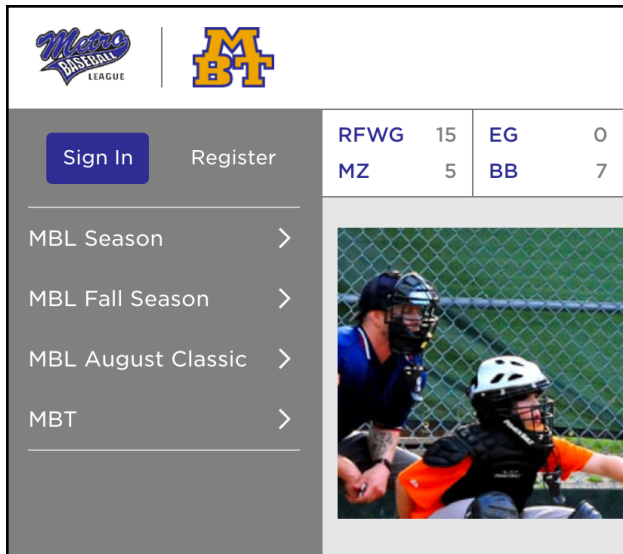 Metro
BASEBALL
LEAGUE
MBT
Sign In
Register
RFWG 15
MZ 5
EG 0
BB 7
MBL Season
MBL Fall Season
MBL August Classic
MBT